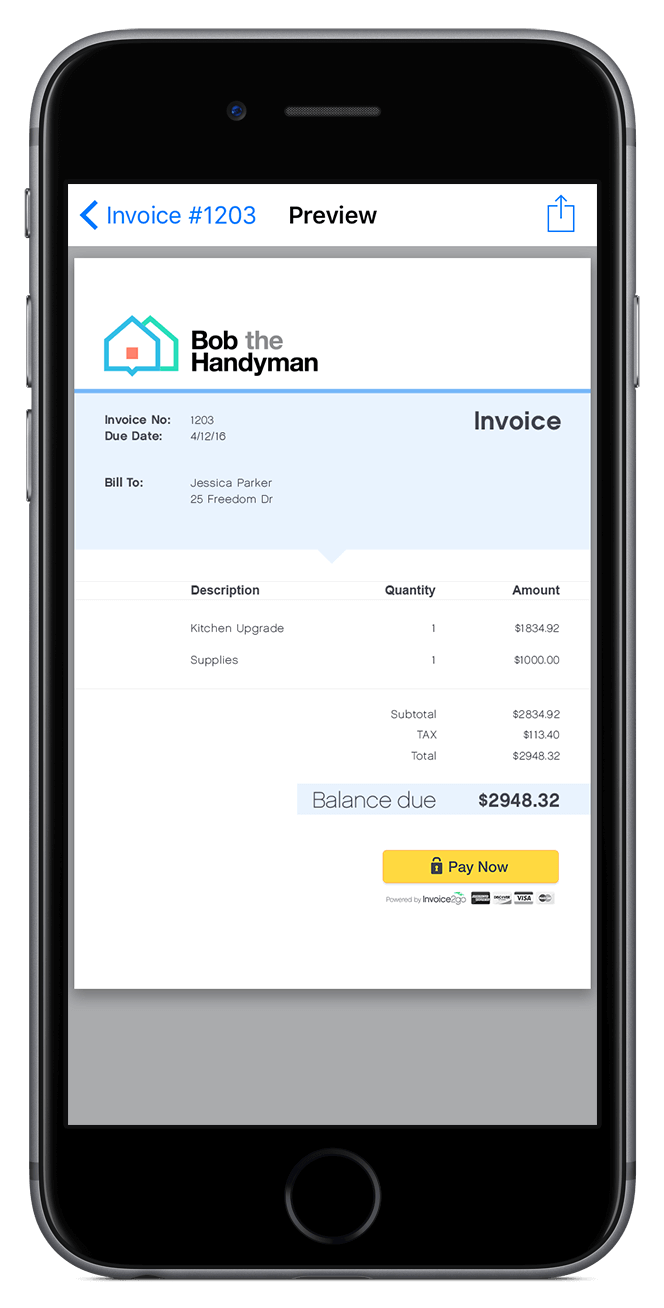 Invoice #1203 Preview
Bob the
Handyman
Invoice No: 1203 Invoice
Due Date: 4/12/16
Bill To: Jessica Parker
25 Freedom Dr
Description Quantity Amount
Kitchen Upgrade 1 $1834.92
Supplies 1 $1000.00
Subtotal $2834.92
TAX $113.40
Total $2948.32
Balance due $2948.32
Pay Now
Powered by Invoice2go DISCOVER VISA